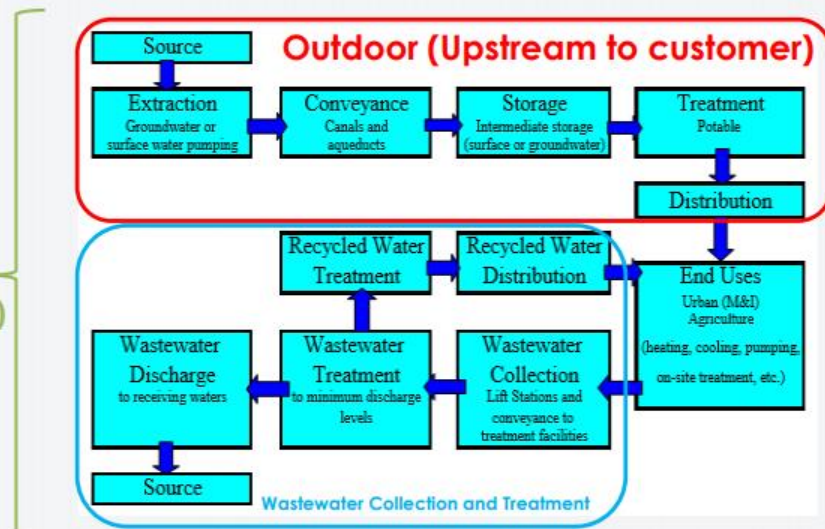 Outdoor (Upstream to customer)
Source
Extraction
Groundwater or
surface water pumping
Conveyance
Canals and
aqueducts
Storage
Intermediate storage
(surface or groundwater)
Treatment
Potable
Distribution
Recycled Water
Treatment
Recycled Water
Distribution
End Uses
Urban (M&I)
Agriculture
(heating, cooling, pumping,
on-site treatment, etc.)
Wastewater
Discharge
to receiving waters
Wastewater
Treatment
to minimum discharge
levels
Wastewater
Collection
Lift Stations and
conveyance to
treatment facilities
Source
Wastewater Collection and Treatment